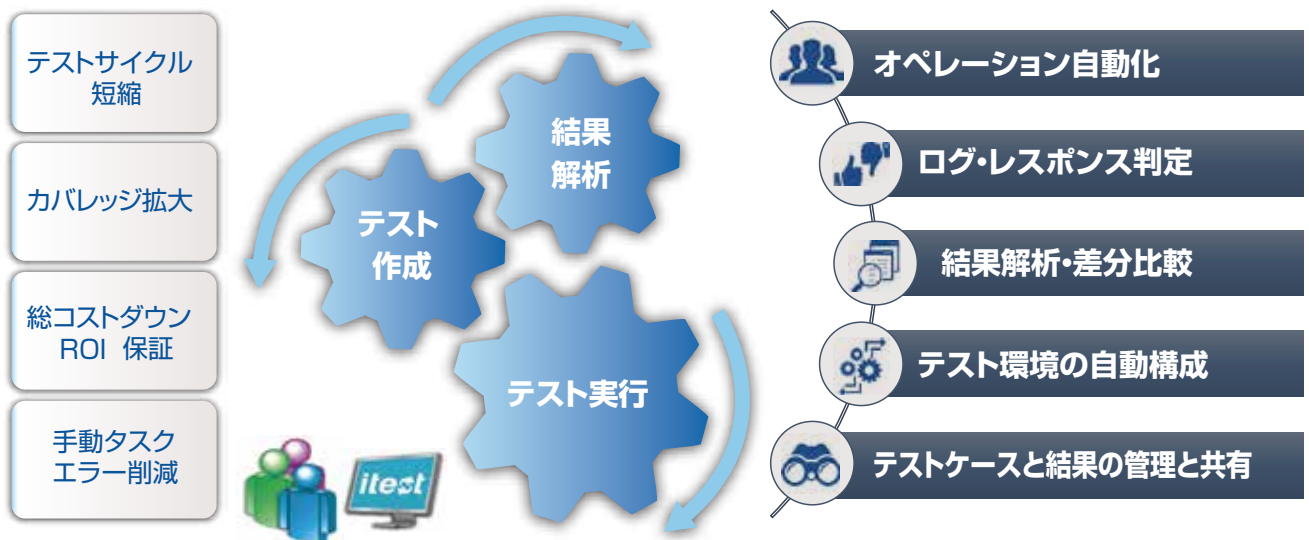 テストサイクル
短縮
カバレッジ拡大
総コストダウン
ROI 保証
手動タスク
エラー削減
結果
解析
テスト
作成
テスト実行
itest
オペレーション自動化
ログ・レスポンス判定
結果解析・差分比較
テスト環境の自動構成
テストケースと結果の管理と共有